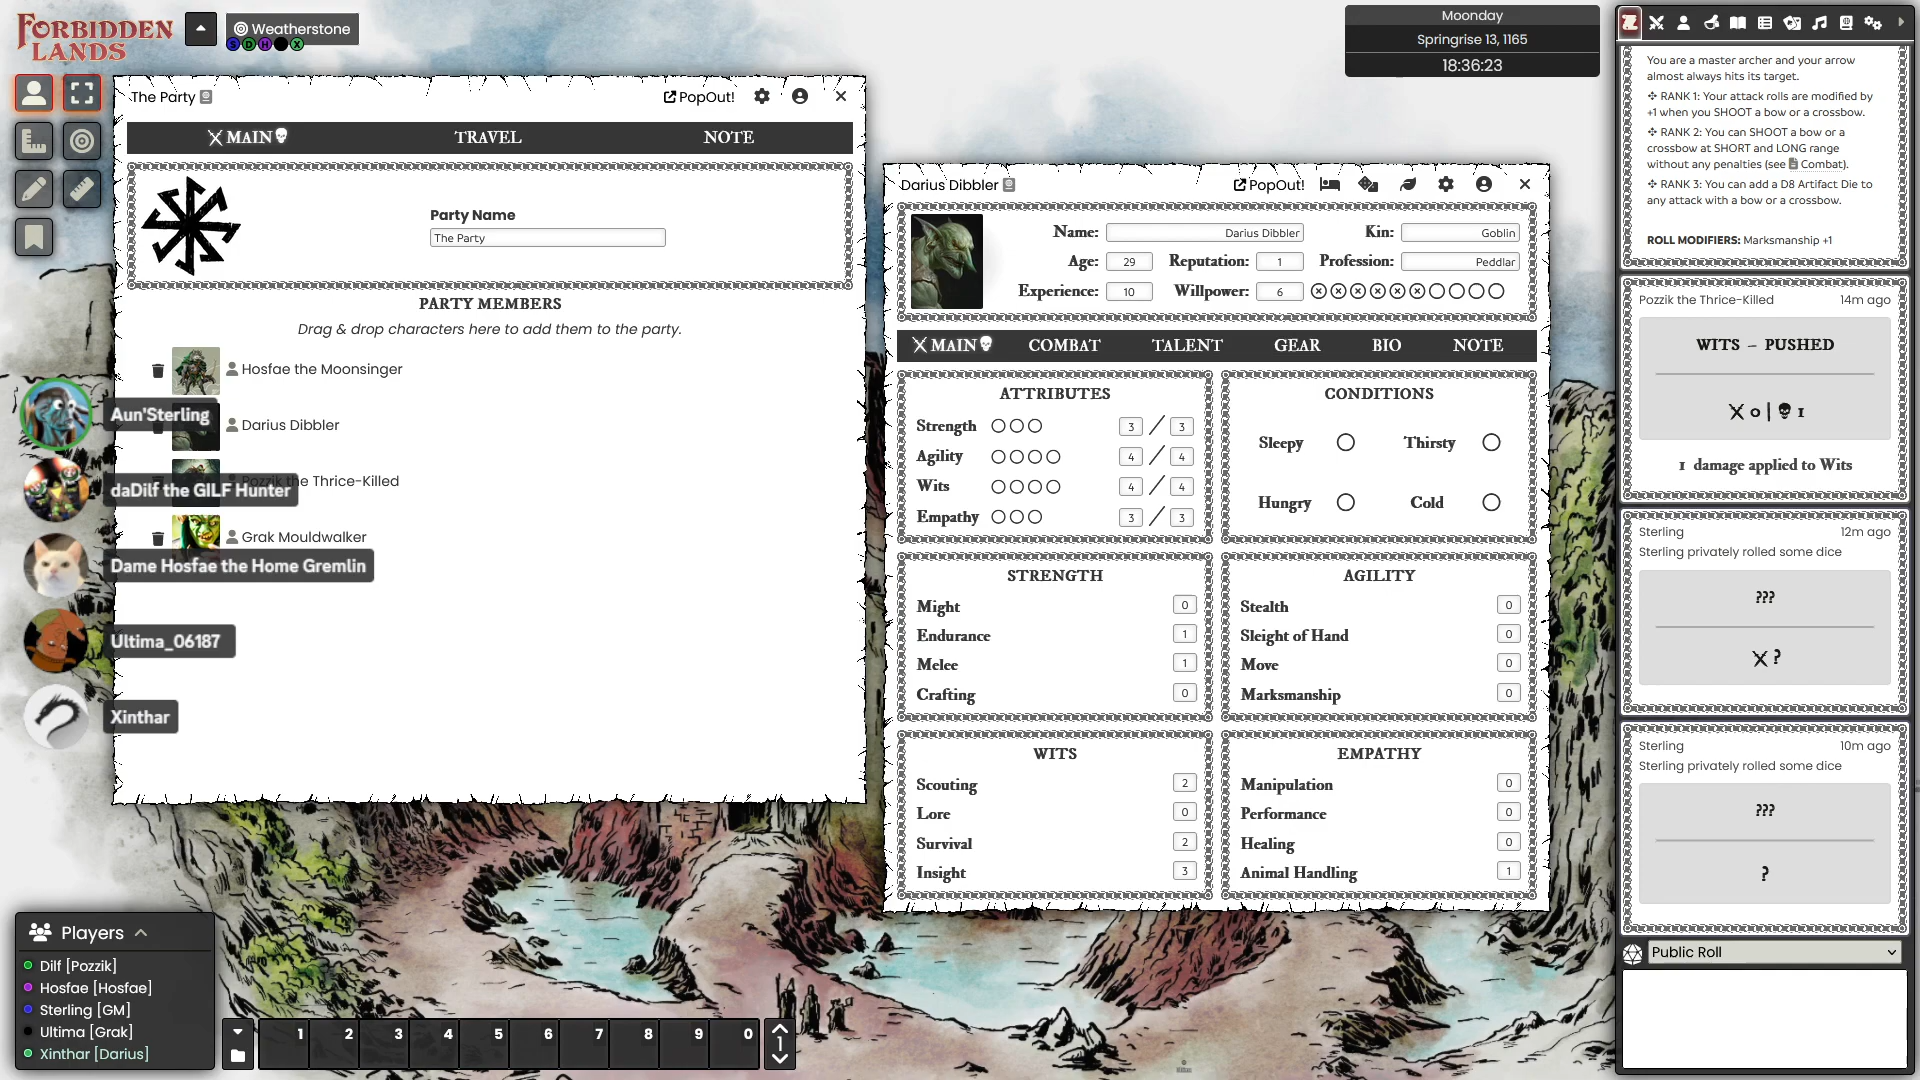 FORBIDDEN
LANDS
Weatherstone
S D H X
Moonday
Springrise 13, 1165
18:36:23
The Party
PopOut!
MAIN TRAVEL NOTE
Party Name
The Party
PARTY MEMBERS
Drag & drop characters here to add them to the party.
Hosfae the Moonsinger
Darius Dibbler
Pozzik the Thrice-Killed
Grak Mouldwalker
Aun'Sterling
daDilf the GILF Hunter
Dame Hosfae the Home Gremlin
Ultima_06187
Xinthar
Darius Dibbler
PopOut!
Name: Darius Dibbler Kin: Goblin
Age: 29 Reputation: 1 Profession: Peddlar
Experience: 10 Willpower: 6
MAIN COMBAT TALENT GEAR BIO NOTE
ATTRIBUTES
Strength 3 / 3
Agility 4 / 4
Wits 4 / 4
Empathy 3 / 3
CONDITIONS
Sleepy Thirsty
Hungry Cold
STRENGTH
Might 0
Endurance 1
Melee 1
Crafting 0
AGILITY
Stealth 0
Sleight of Hand 0
Move 0
Marksmanship 0
WITS
Scouting 2
Lore 0
Survival 2
Insight 3
EMPATHY
Manipulation 0
Performance 0
Healing 0
Animal Handling 1
You are a master archer and your arrow
almost always hits its target.
✣ RANK 1: Your attack rolls are modified by
+1 when you SHOOT a bow or a crossbow.
✣ RANK 2: You can SHOOT a bow or a
crossbow at SHORT and LONG range
without any penalties (see Combat).
✣ RANK 3: You can add a D8 Artifact Die to
any attack with a bow or a crossbow.
ROLL MODIFIERS: Marksmanship +1
Pozzik the Thrice-Killed 14m ago
WITS – PUSHED
0 | 1
1 damage applied to Wits
Sterling 12m ago
Sterling privately rolled some dice
???
?
Sterling 10m ago
Sterling privately rolled some dice
???
?
Public Roll
Players
Dilf [Pozzik]
Hosfae [Hosfae]
Sterling [GM]
Ultima [Grak]
Xinthar [Darius]
1 2 3 4 5 6 7 8 9 0
1